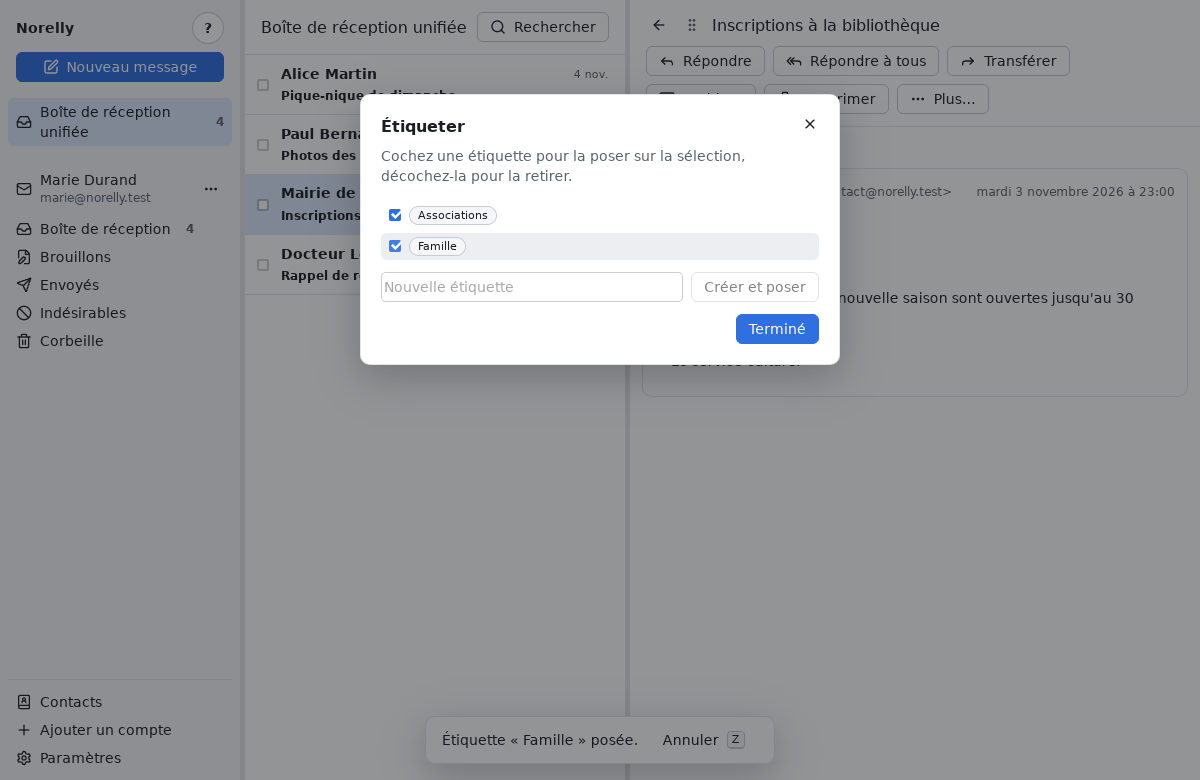 Norelly
?
Nouveau message
Boîte de réception
unifiée
4
Marie Durand
marie@norelly.test
Boîte de réception 4
Brouillons
Envoyés
Indésirables
Corbeille
Contacts
Ajouter un compte
Paramètres
Boîte de réception unifiée
Rechercher
Alice Martin
4 nov.
Pique-nique de dimanche
Paul
Photos des
Mairie de
Inscriptions
Docteur
Rappel de
Inscriptions à la bibliothèque
Répondre
Répondre à tous
Transférer
Plus…
mardi 3 novembre 2026 à 23:00
nouvelle saison sont ouvertes jusqu'au 30
Étiqueter
Cochez une étiquette pour la poser sur la sélection,
décochez-la pour la retirer.
Associations
Famille
Nouvelle étiquette
Créer et poser
Terminé
Étiquette « Famille » posée.
Annuler Z